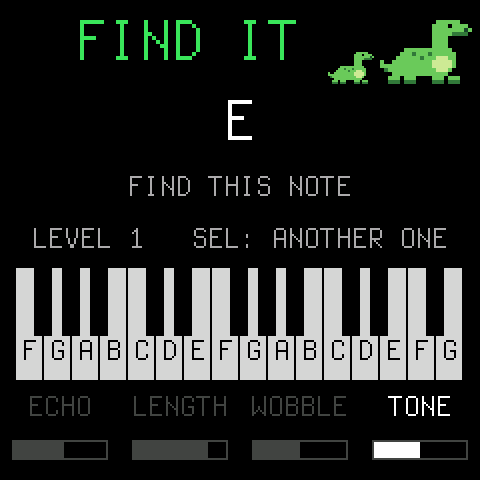 FIND IT
E
FIND THIS NOTE
LEVEL 1 SEL: ANOTHER ONE
F G A B C D E F G A B C D E F G
ECHO LENGTH WOBBLE TONE